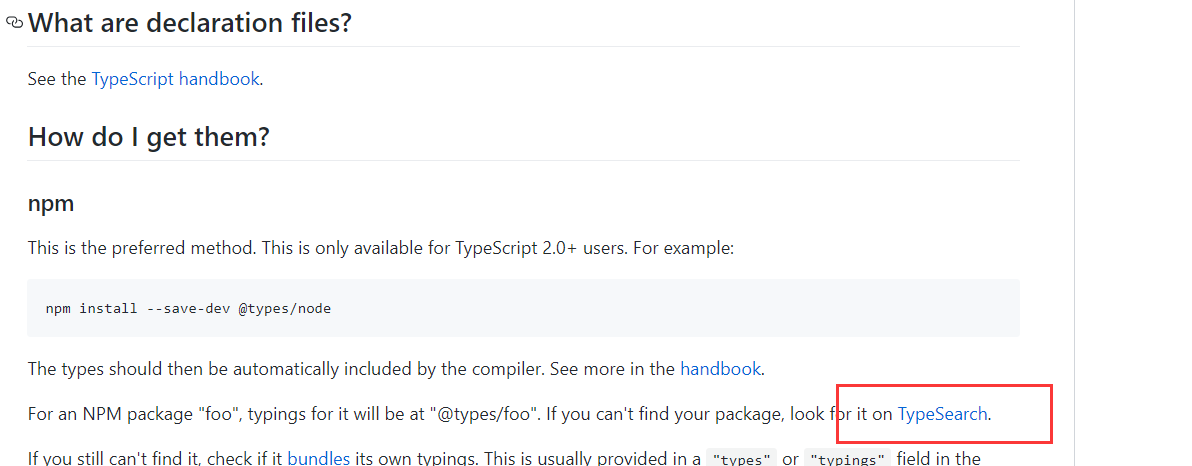 What are declaration files?
See the TypeScript handbook.
How do I get them?
npm
This is the preferred method. This is only available for TypeScript 2.0+ users. For example:
npm install --save-dev @types/node
The types should then be automatically included by the compiler. See more in the handbook.
For an NPM package "foo", typings for it will be at "@types/foo". If you can't find your package, look for it on TypeSearch.
If you still can't find it, check if it bundles its own typings. This is usually provided in a "types" or "typings" field in the